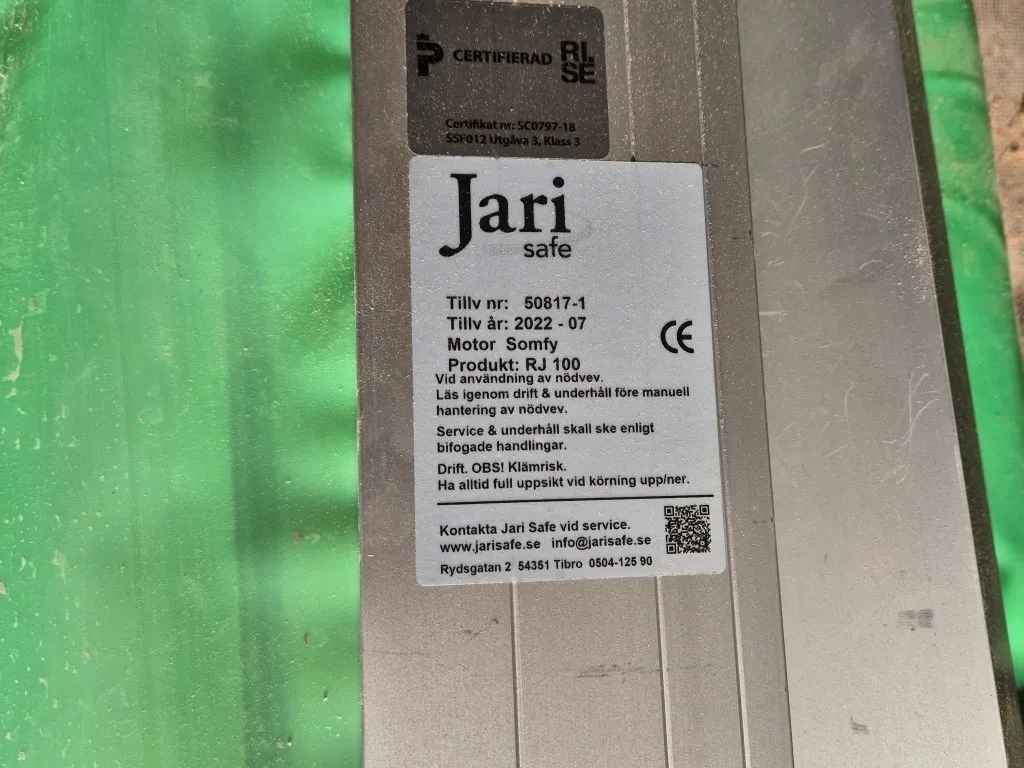 P CERTIFIERAD RI.SE
Certifikat nr: SC0797-18
SSF012 Utgåva 3, Klass 3
Jari
safe
Tillv nr: 50817-1
Tillv år: 2022 - 07
Motor Somfy
Produkt: RJ 100
CE
Vid användning av nödvev.
Läs igenom drift & underhåll före manuell
hantering av nödvev.
Service & underhåll skall ske enligt
bifogade handlingar.
Drift. OBS! Klämrisk.
Ha alltid full uppsikt vid körning upp/ner.
Kontakta Jari Safe vid service.
www.jarisafe.se info@jarisafe.se
Rydsgatan 2 54351 Tibro 0504-125 90